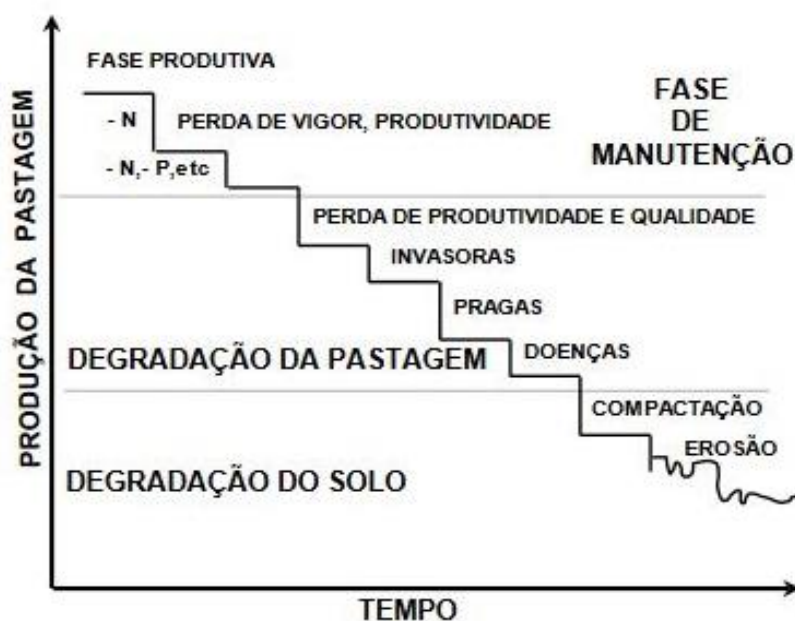 FASE PRODUTIVA
FASE
DE
MANUTENÇÃO
- N
PERDA DE VIGOR, PRODUTIVIDADE
- N,- P,etc
PERDA DE PRODUTIVIDADE E QUALIDADE
INVASORAS
PRAGAS
DEGRADAÇÃO DA PASTAGEM
DOENÇAS
COMPACTAÇÃO
EROSÃO
DEGRADAÇÃO DO SOLO
PRODUÇÃO DA PASTAGEM
TEMPO